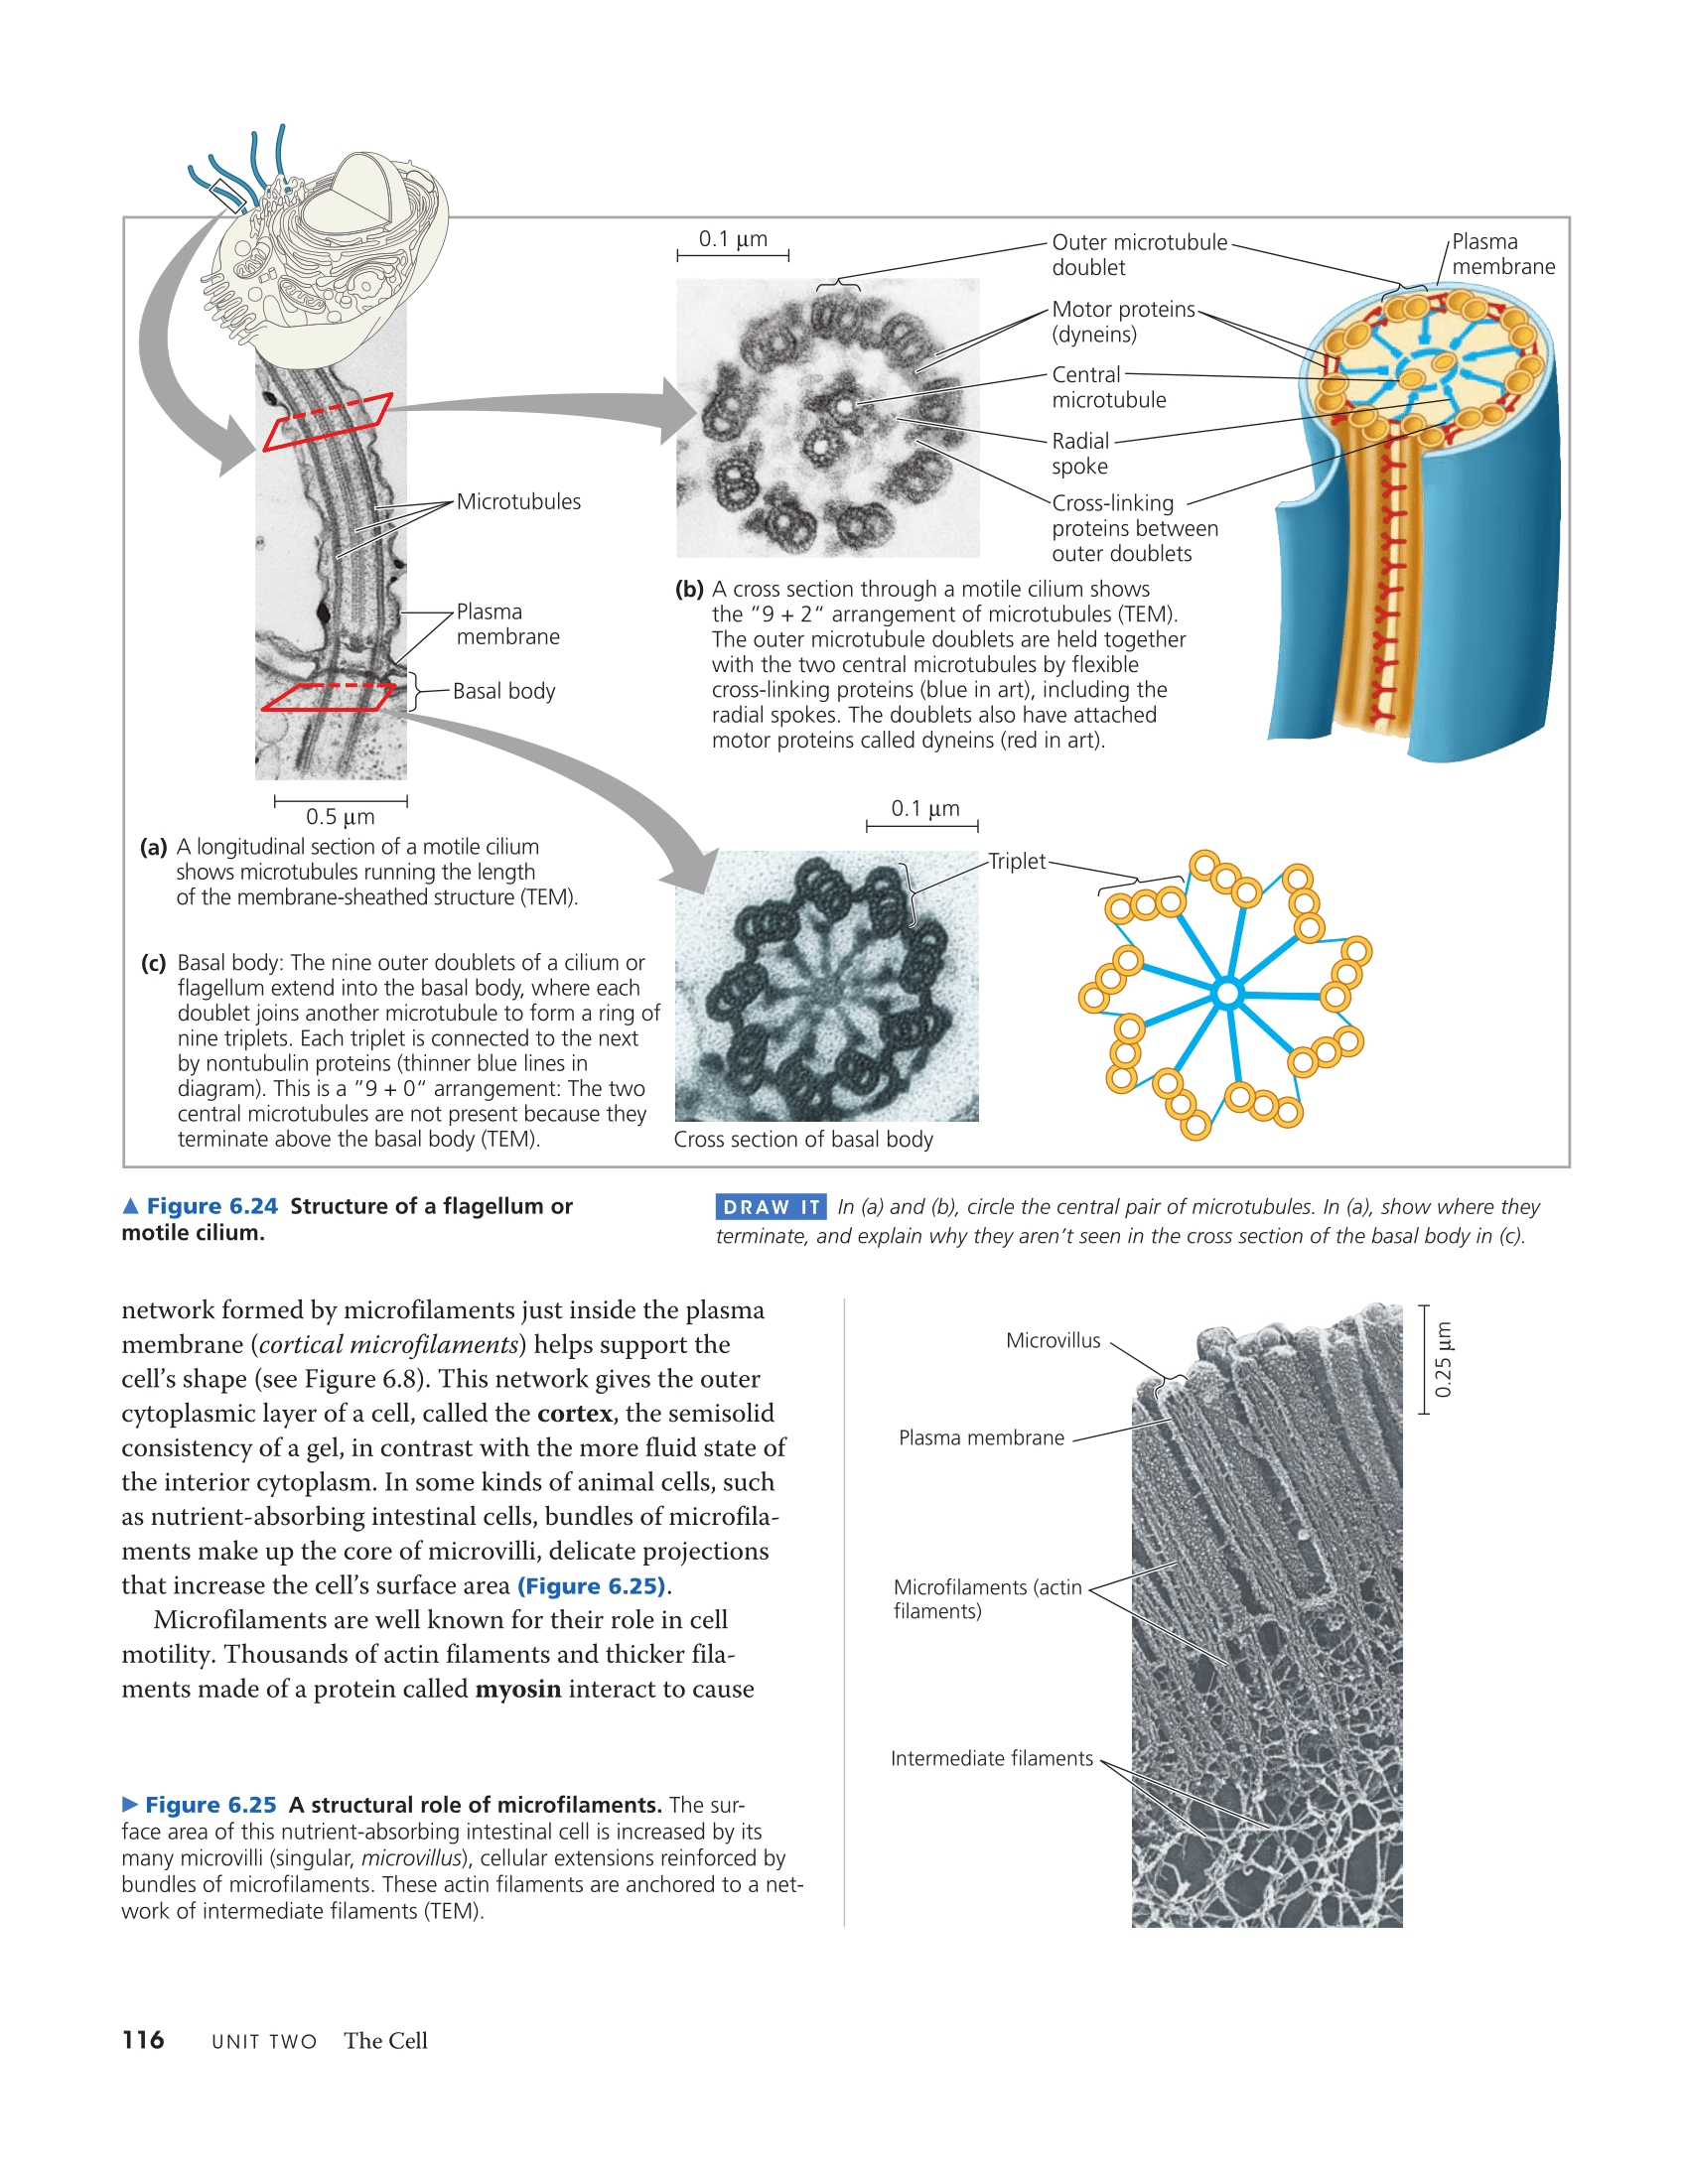 0.1 µm
Outer microtubule
doublet
Plasma
membrane
Motor proteins
(dyneins)
Central
microtubule
Radial
spoke
Cross-linking
proteins between
outer doublets
Microtubules
Plasma
membrane
Basal body
0.5 µm
(a) A longitudinal section of a motile cilium
shows microtubules running the length
of the membrane-sheathed structure (TEM).
(b) A cross section through a motile cilium shows
the "9 + 2" arrangement of microtubules (TEM).
The outer microtubule doublets are held together
with the two central microtubules by flexible
cross-linking proteins (blue in art), including the
radial spokes. The doublets also have attached
motor proteins called dyneins (red in art).
0.1 µm
Triplet
(c) Basal body: The nine outer doublets of a cilium or
flagellum extend into the basal body, where each
doublet joins another microtubule to form a ring of
nine triplets. Each triplet is connected to the next
by nontubulin proteins (thinner blue lines in
diagram). This is a "9 + 0" arrangement: The two
central microtubules are not present because they
terminate above the basal body (TEM).
Cross section of basal body
▲ Figure 6.24 Structure of a flagellum or
motile cilium.
DRAW IT In (a) and (b), circle the central pair of microtubules. In (a), show where they
terminate, and explain why they aren't seen in the cross section of the basal body in (c).
network formed by microfilaments just inside the plasma
membrane (cortical microfilaments) helps support the
cell's shape (see Figure 6.8). This network gives the outer
cytoplasmic layer of a cell, called the cortex, the semisolid
consistency of a gel, in contrast with the more fluid state of
the interior cytoplasm. In some kinds of animal cells, such
as nutrient-absorbing intestinal cells, bundles of microfila-
ments make up the core of microvilli, delicate projections
that increase the cell's surface area (Figure 6.25).
Microfilaments are well known for their role in cell
motility. Thousands of actin filaments and thicker fila-
ments made of a protein called myosin interact to cause
▶ Figure 6.25 A structural role of microfilaments. The sur-
face area of this nutrient-absorbing intestinal cell is increased by its
many microvilli (singular, microvillus), cellular extensions reinforced by
bundles of microfilaments. These actin filaments are anchored to a net-
work of intermediate filaments (TEM).
Microvillus
0.25 µm
Plasma membrane
Microfilaments (actin
filaments)
Intermediate filaments
116 UNIT TWO The Cell